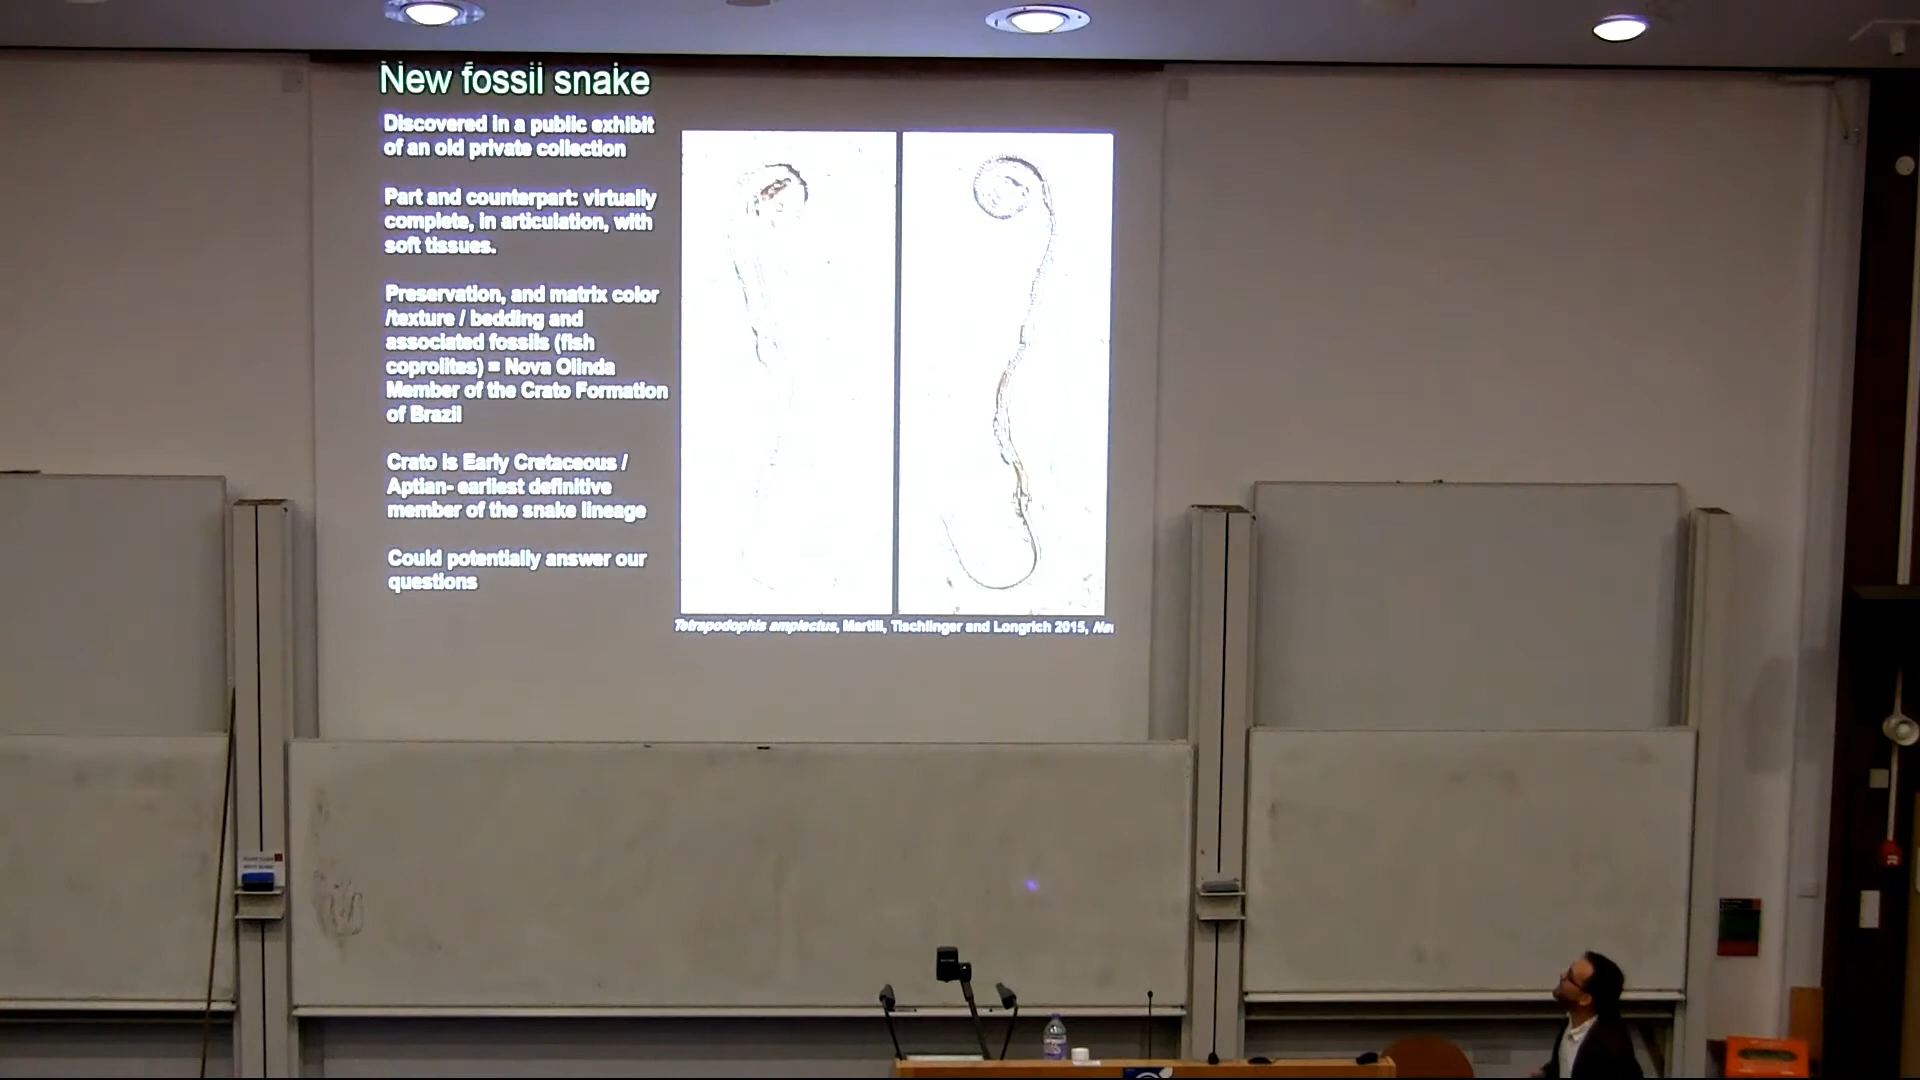 New fossil snake
Discovered in a public exhibit
of an old private collection
Part and counterpart: virtually
complete, in articulation, with
soft tissues.
Preservation, and matrix color
/texture / bedding and
associated fossils (fish
coprolites) = Nova Olinda
Member of the Crato Formation
of Brazil
Crato is Early Cretaceous /
Aptian- earliest definitive
member of the snake lineage
Could potentially answer our
questions
Tetrapodophis amplectus, Martill, Tischlinger and Longrich 2015,